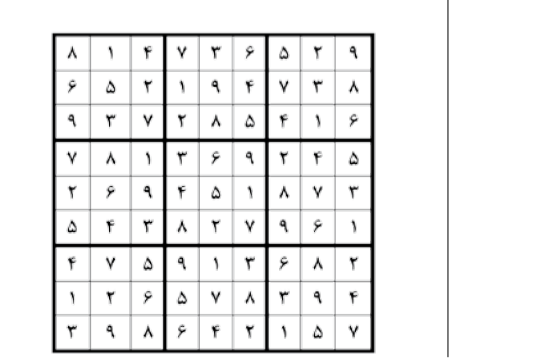 ۸ ۱ ۴ ۷ ۳ ۶ ۵ ۲ ۹
۶ ۵ ۲ ۱ ۹ ۴ ۷ ۳ ۸
۹ ۳ ۷ ۲ ۸ ۵ ۴ ۱ ۶
۷ ۸ ۱ ۳ ۶ ۹ ۲ ۴ ۵
۲ ۶ ۹ ۴ ۵ ۱ ۸ ۷ ۳
۵ ۴ ۳ ۸ ۲ ۷ ۹ ۶ ۱
۴ ۷ ۵ ۹ ۱ ۳ ۶ ۸ ۲
۱ ۲ ۶ ۵ ۷ ۸ ۳ ۹ ۴
۳ ۹ ۸ ۶ ۴ ۲ ۱ ۵ ۷